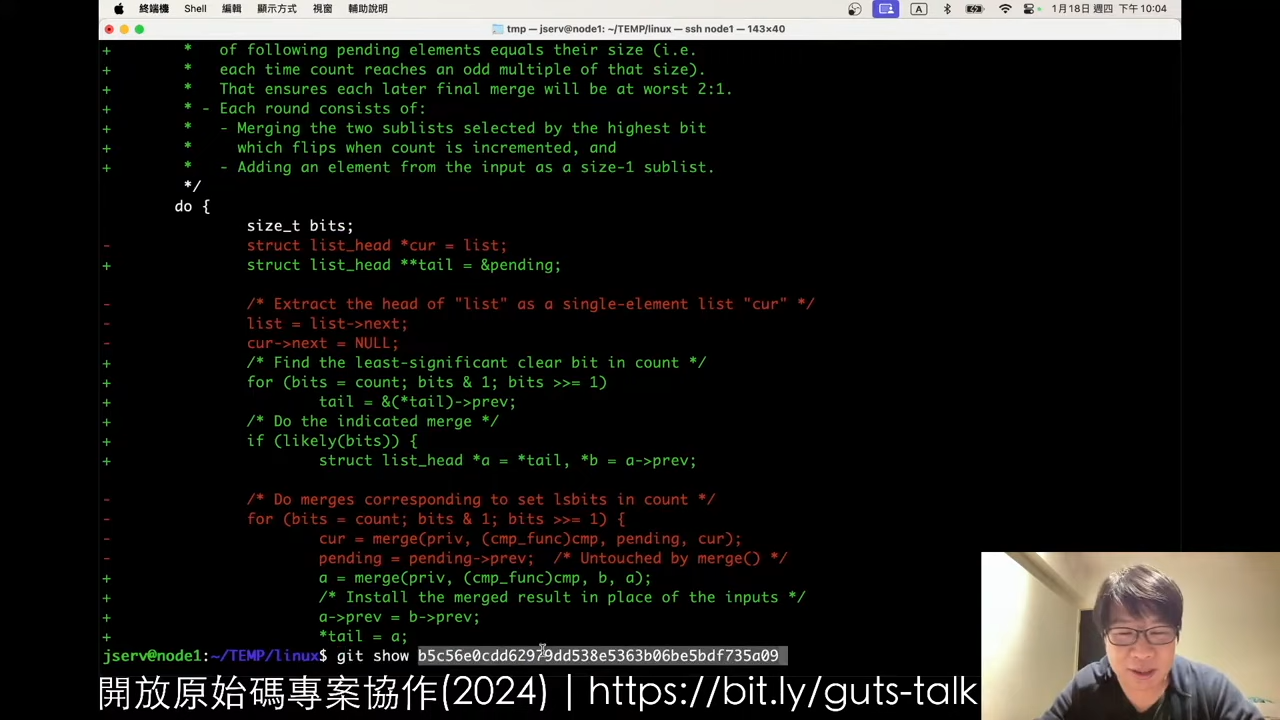 終端機 Shell 編輯 顯示方式 視窗 輔助說明 A 1月18日 週四 下午10:04
tmp — jserv@node1: ~/TEMP/linux — ssh node1 — 143×40
+ * of following pending elements equals their size (i.e.
+ * each time count reaches an odd multiple of that size).
+ * That ensures each later final merge will be at worst 2:1.
+ * - Each round consists of:
+ * - Merging the two sublists selected by the highest bit
+ * which flips when count is incremented, and
+ * - Adding an element from the input as a size-1 sublist.
*/
do {
size_t bits;
- struct list_head *cur = list;
+ struct list_head **tail = &pending;
- /* Extract the head of "list" as a single-element list "cur" */
- list = list->next;
- cur->next = NULL;
+ /* Find the least-significant clear bit in count */
+ for (bits = count; bits & 1; bits >>= 1)
+ tail = &(*tail)->prev;
+ /* Do the indicated merge */
+ if (likely(bits)) {
+ struct list_head *a = *tail, *b = a->prev;
- /* Do merges corresponding to set lsbits in count */
- for (bits = count; bits & 1; bits >>= 1) {
- cur = merge(priv, (cmp_func)cmp, pending, cur);
- pending = pending->prev; /* Untouched by merge() */
+ a = merge(priv, (cmp_func)cmp, b, a);
+ /* Install the merged result in place of the inputs */
+ a->prev = b->prev;
+ *tail = a;
jserv@node1:~/TEMP/linux$ git show b5c56e0cdd62979dd538e5363b06be5bdf735a09
開放原始碼專案協作(2024) | https://bit.ly/guts-talk